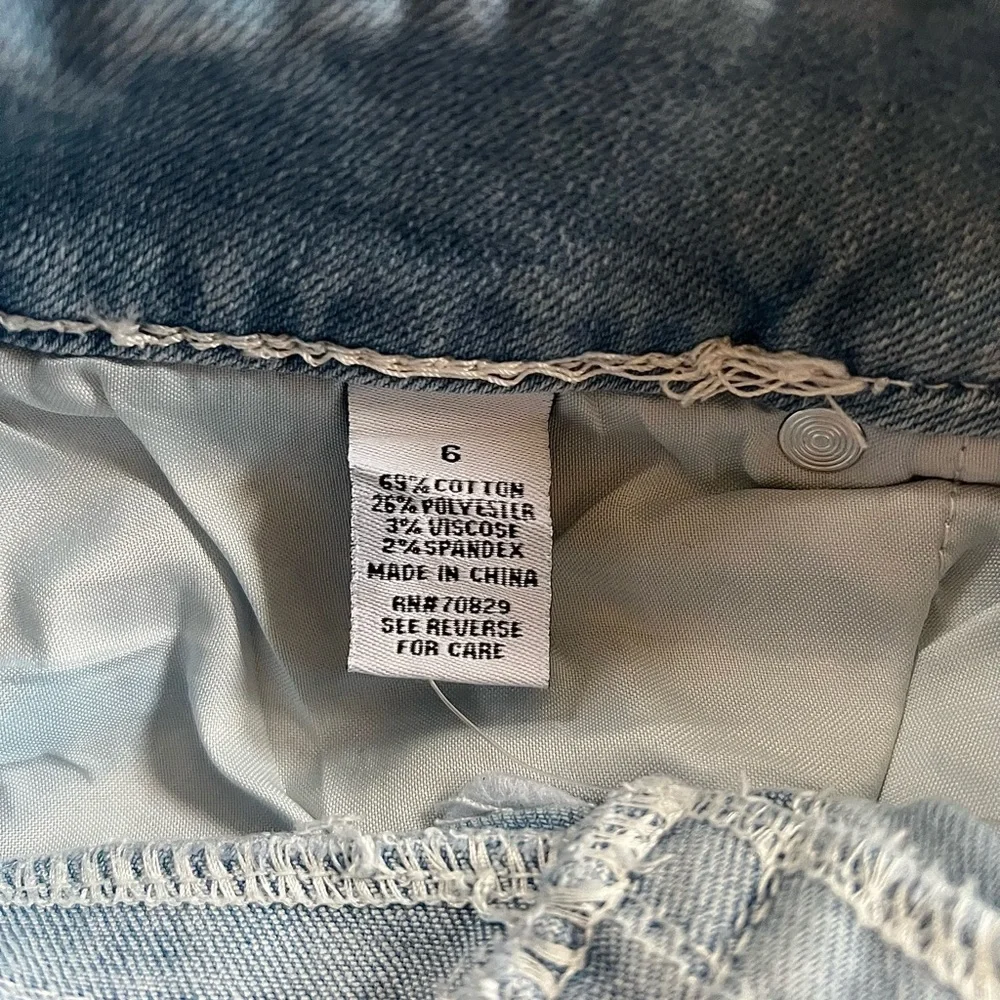 6
69% COTTON
26% POLYESTER
3% VISCOSE
2% SPANDEX
MADE IN CHINA
RN# 70829
SEE REVERSE
FOR CARE